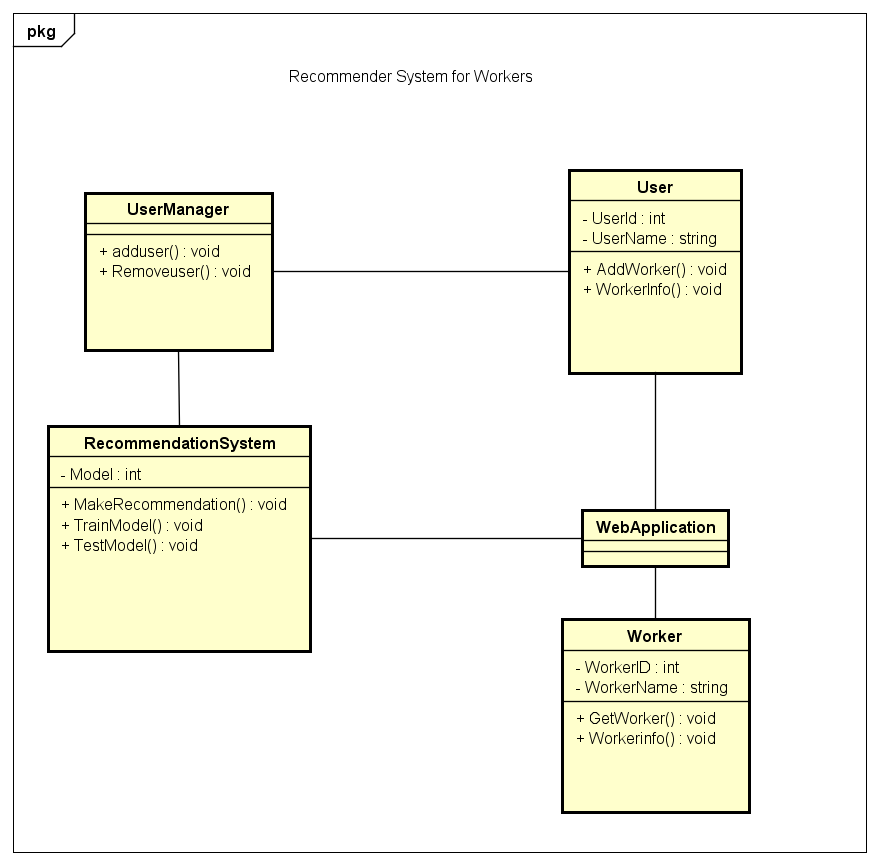 pkg
Recommender System for Workers
UserManager
+ adduser() : void
+ Removeuser() : void
User
- UserId : int
- UserName : string
+ AddWorker() : void
+ WorkerInfo() : void
RecommendationSystem
- Model : int
+ MakeRecommendation() : void
+ TrainModel() : void
+ TestModel() : void
WebApplication
Worker
- WorkerID : int
- WorkerName : string
+ GetWorker() : void
+ Workerinfo() : void